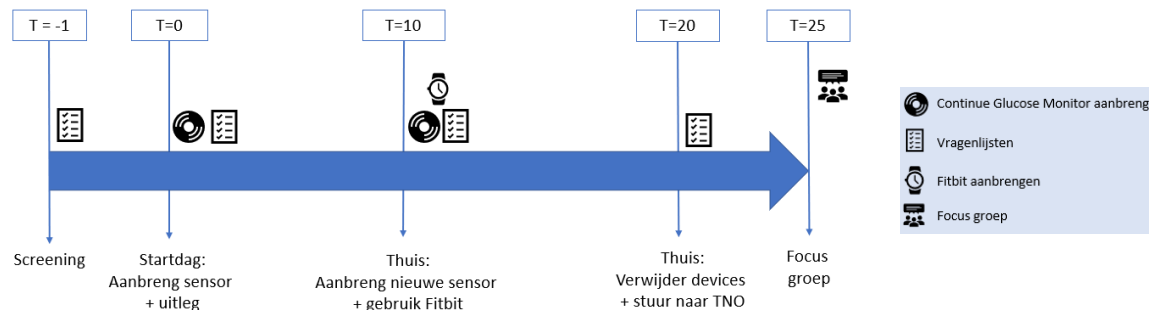 T = -1
T=0
T=10
T=20
T=25
Continue Glucose Monitor aanbreng
Vragenlijsten
Fitbit aanbrengen
Focus groep
Screening
Startdag:
Aanbreng sensor
+ uitleg
Thuis:
Aanbreng nieuwe sensor
+ gebruik Fitbit
Thuis:
Verwijder devices
+ stuur naar TNO
Focus
groep